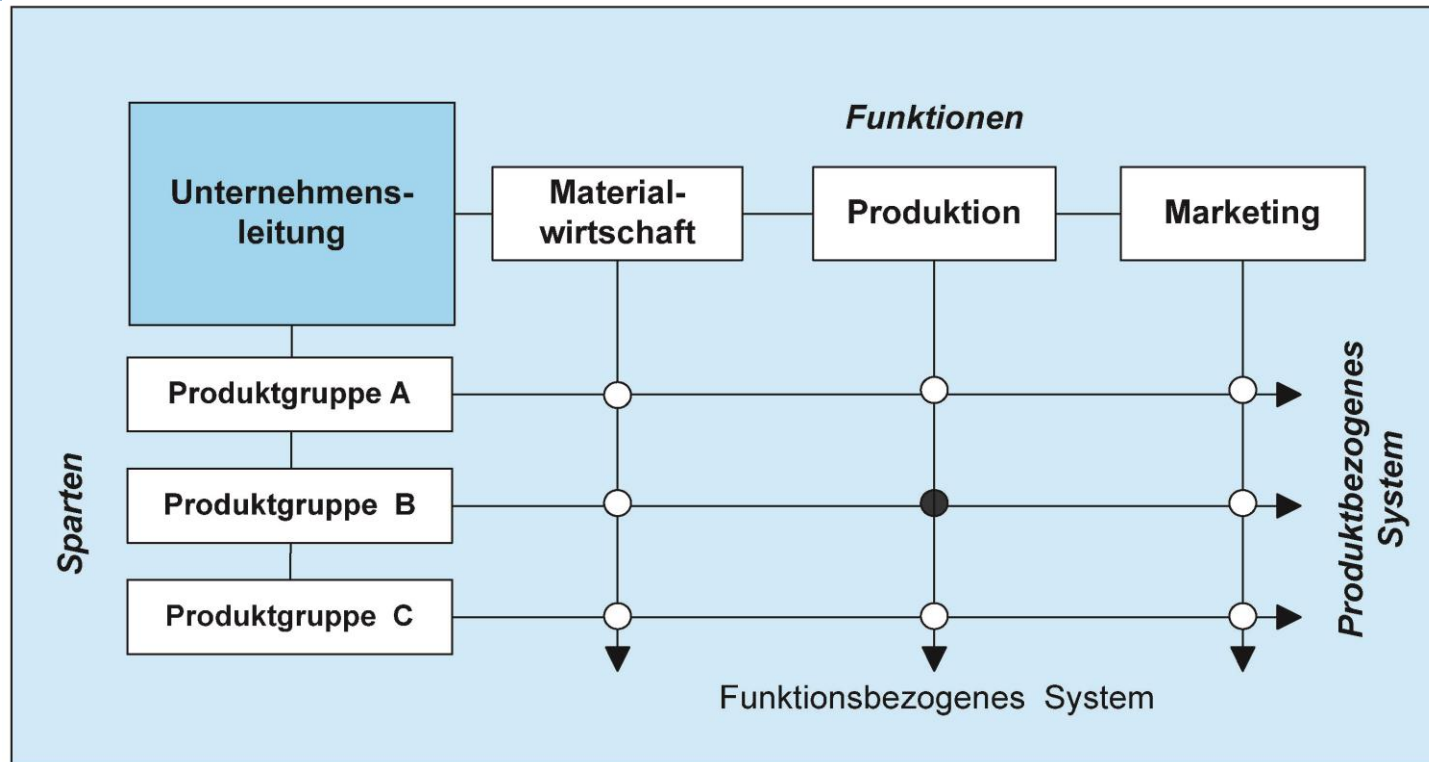 Funktionen
Unternehmens-
leitung
Material-
wirtschaft
Produktion
Marketing
Produktgruppe A
Produktgruppe B
Produktgruppe C
Sparten
Produktbezogenes
System
Funktionsbezogenes System